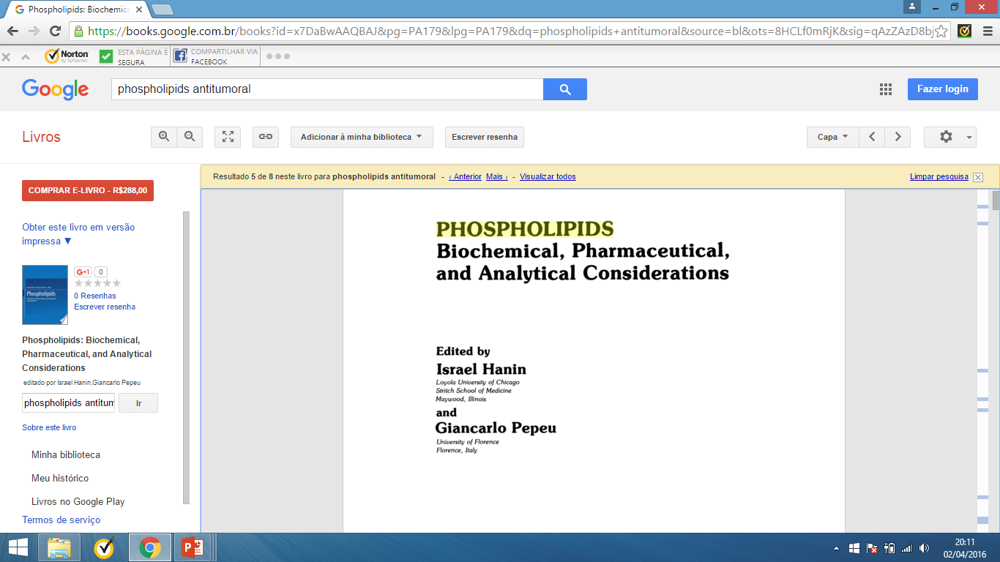 Phospholipids: Biochemic
https://books.google.com.br/books?id=x7DaBwAAQBAJ&pg=PA179&lpg=PA179&dq=phospholipids+antitumoral&source=bl&ots=8HCLf0mRjK&sig=qAzZAzD8bj
Norton
by Symantec
ESTA PÁGINA É
SEGURA
COMPARTILHAR VIA
FACEBOOK
Google
phospholipids antitumoral
Fazer login
Livros
Adicionar à minha biblioteca
Escrever resenha
Capa
Resultado 5 de 8 neste livro para phospholipids antitumoral - ‹ Anterior Mais › - Visualizar todos
Limpar pesquisa
COMPRAR E-LIVRO - R$288,00
Obter este livro em versão
impressa ▼
Phospholipids
G+1 0
0 Resenhas
Escrever resenha
Phospholipids: Biochemical,
Pharmaceutical, and Analytical
Considerations
editado por Israel Hanin,Giancarlo Pepeu
phospholipids antitum
Ir
Sobre este livro
Minha biblioteca
Meu histórico
Livros no Google Play
Termos de serviço
PHOSPHOLIPIDS
Biochemical, Pharmaceutical,
and Analytical Considerations
Edited by
Israel Hanin
Loyola University of Chicago
Stritch School of Medicine
Maywood, Illinois
and
Giancarlo Pepeu
University of Florence
Florence, Italy
20:11
02/04/2016